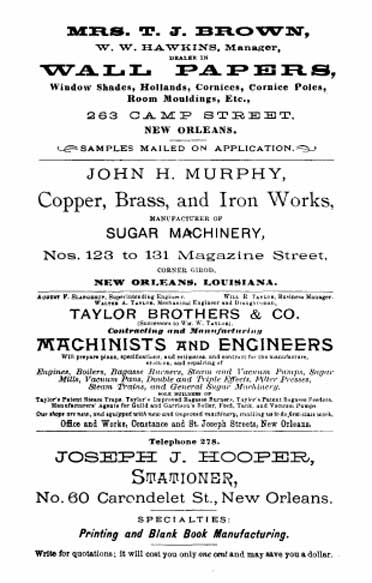 MRS. T. J. BROWN,
W. W. HAWKINS, Manager,
DEALER IN
WALL PAPERS,
Window Shades, Hollands, Cornices, Cornice Poles,
Room Mouldings, Etc.,
263 CAMP STREET,
NEW ORLEANS.
SAMPLES MAILED ON APPLICATION.
JOHN H. MURPHY,
Copper, Brass, and Iron Works,
MANUFACTURER OF
SUGAR MACHINERY,
Nos. 123 to 131 Magazine Street,
CORNER GIROD,
NEW ORLEANS, LOUISIANA.
Superintending Engineer. Will E. Taylor, Business Manager.
Walter A. Taylor, Mechanical Engineer and Draughtsman.
TAYLOR BROTHERS & CO.
(Successors to Wm. W. Taylor),
Contracting and Manufacturing
MACHINISTS AND ENGINEERS
Will prepare plans, specifications, and estimates, and contract for the manufacture,
erection, and repairing of
Engines, Boilers, Bagasse Burners, Steam and Vacuum Pumps, Sugar
Mills, Vacuum Pans, Double and Triple Effects, Filter Presses,
Steam Trains, and General Sugar Machinery.
SOLE BUILDERS OF
Taylor's Patent Steam Traps, Taylor's Improved Bagasse Burners, Taylor's Patent Bagasse Feeders.
Manufacturers' Agents for Guild and Garrison's Boiler, Feed, Tank, and Vacuum Pumps
Our shops are new, and equipped with new and improved machinery, enabling us to do first-class work.
Office and Works, Constance and St. Joseph Streets, New Orleans.
Telephone 278.
JOSEPH J. HOOPER,
STATIONER,
No. 60 Carondelet St., New Orleans.
SPECIALTIES:
Printing and Blank Book Manufacturing.
Write for quotations; it will cost you only one cent and may save you a dollar.